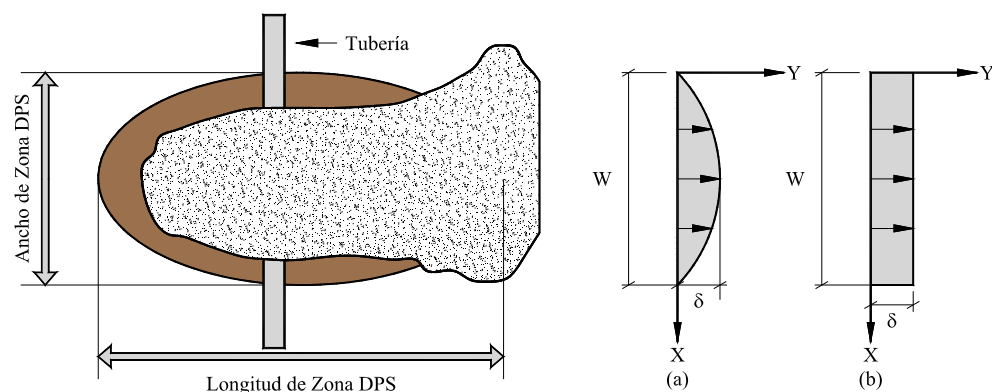 Tubería
Ancho de Zona DPS
Longitud de Zona DPS
Y
W
δ
X
(a)
Y
W
δ
X
(b)